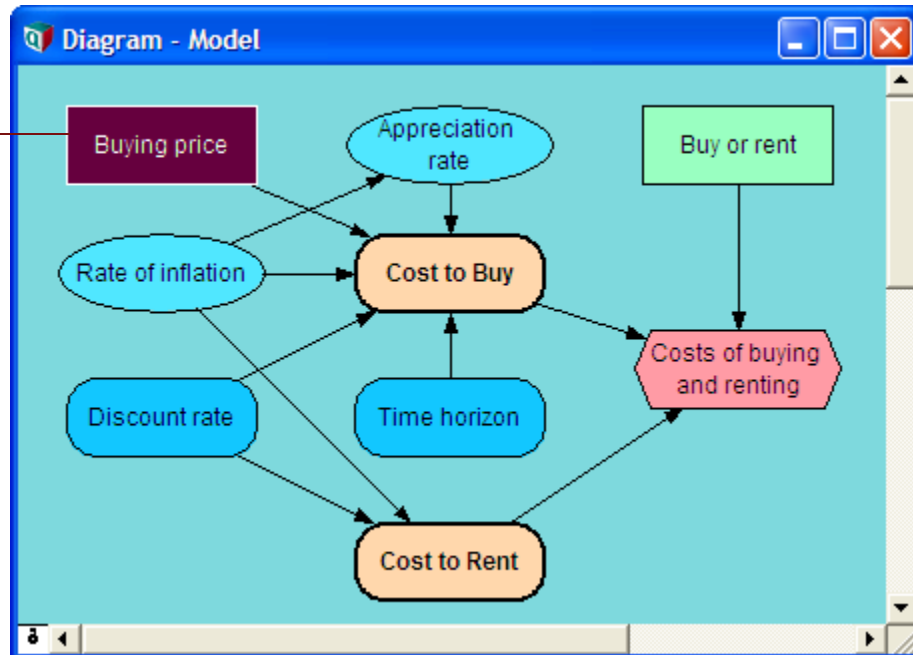 Diagram - Model
Buying price
Appreciation
rate
Buy or rent
Rate of inflation
Cost to Buy
Costs of buying
and renting
Discount rate
Time horizon
Cost to Rent